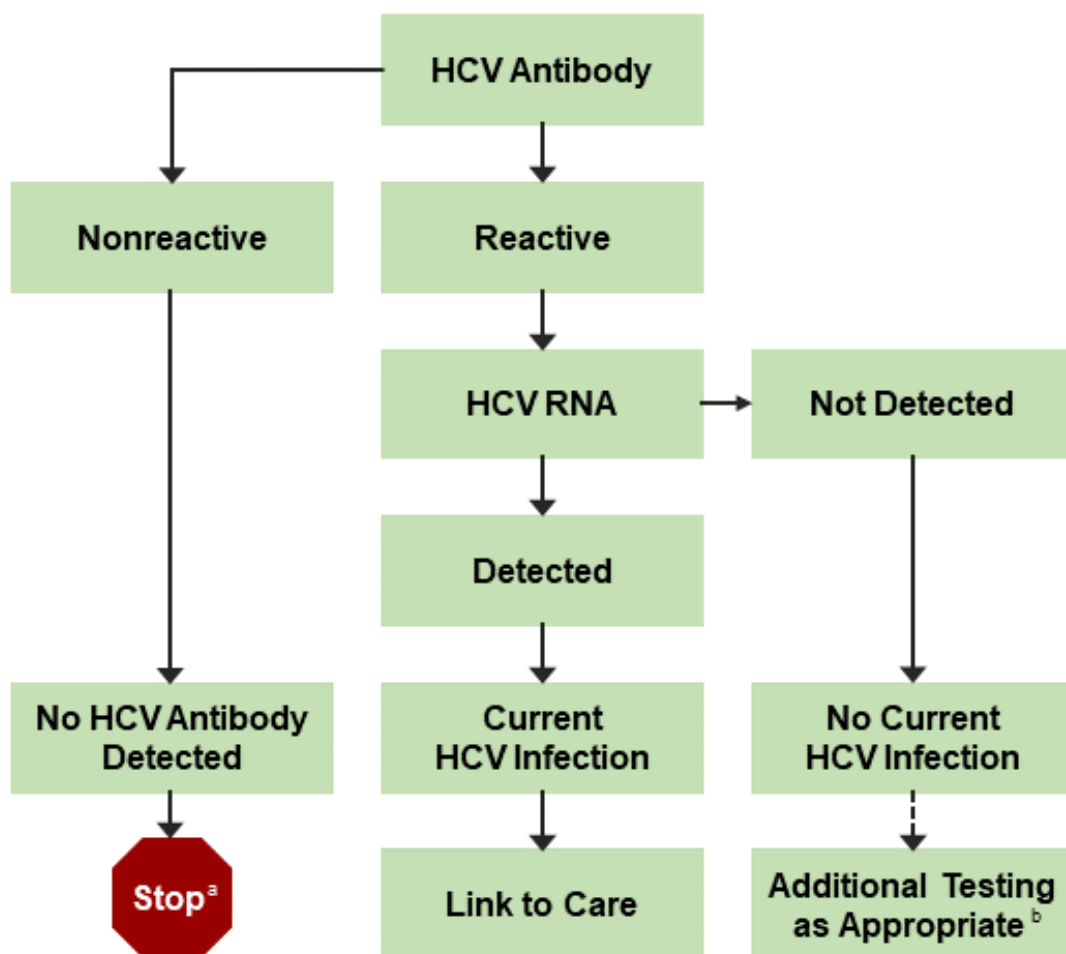 HCV Antibody
Nonreactive
Reactive
HCV RNA
Not Detected
Detected
No HCV Antibody
Detected
Current
HCV Infection
No Current
HCV Infection
Stop a
Link to Care
Additional Testing
as Appropriate b